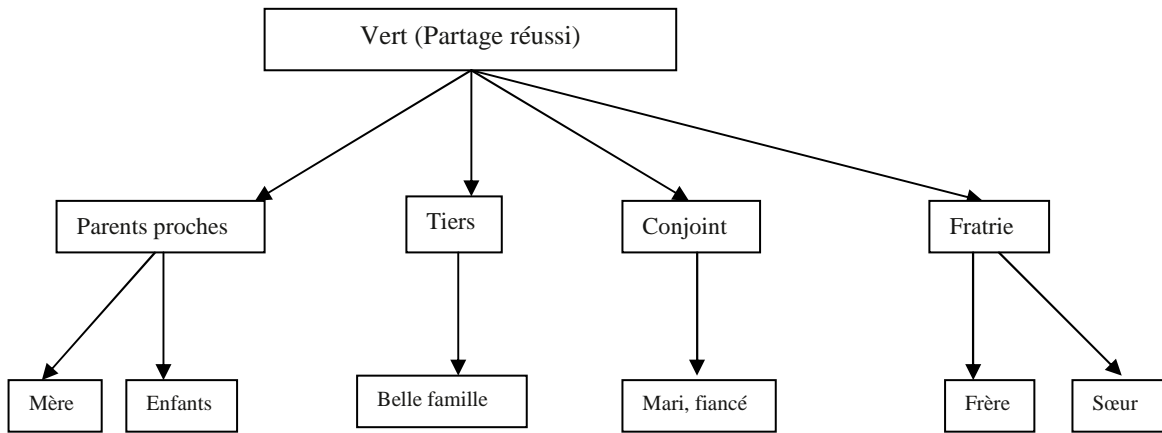 Vert (Partage réussi)
Parents proches
Tiers
Conjoint
Fratrie
Mère
Enfants
Belle famille
Mari, fiancé
Frère
Sœur